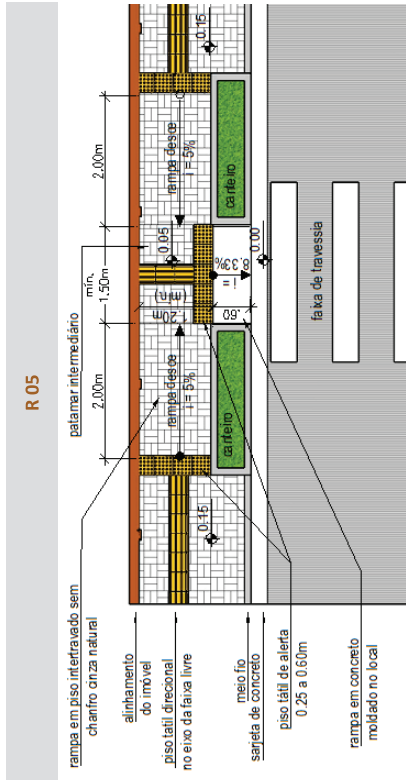 R 05
rampa em piso intertravado sem
chanfro cinza natural
patamar intermediário
2.00m
mín.
1.50m
2.00m
alinhamento
do imóvel
piso tátil direcional
no eixo da faixa livre
rampa desce
i = 5%
1.20m
(mín)
0.05
rampa desce
i = 5%
0.15
0.15
canteiro
.60
i = 8.33%
canteiro
meio fio
sarjeta de concreto
0.00
piso tátil de alerta
0.25 a 0.60m
rampa em concreto
moldado no local
faixa de travessia